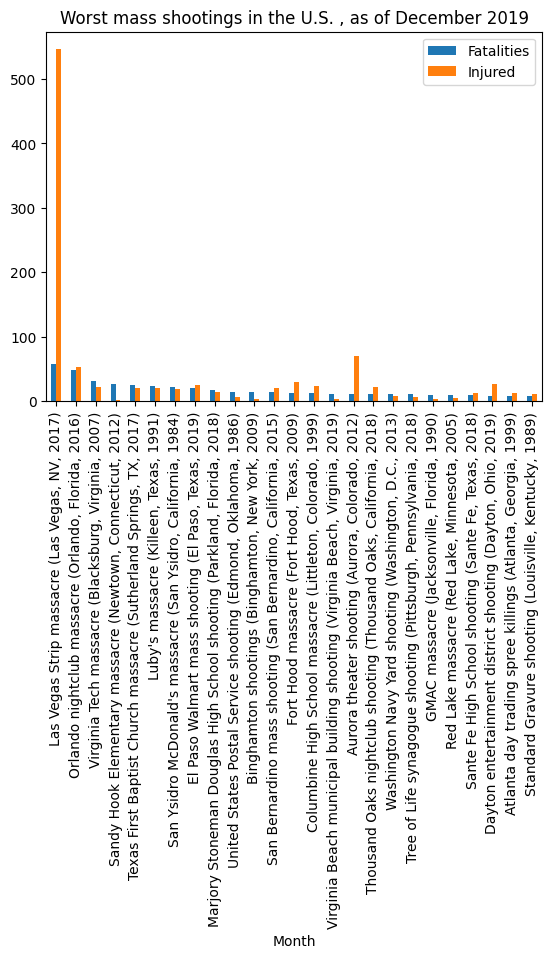 Worst mass shootings in the U.S. , as of December 2019
Fatalities
Injured
500
400
300
200
100
0
Las Vegas Strip massacre (Las Vegas, NV, 2017)
Orlando nightclub massacre (Orlando, Florida, 2016)
Virginia Tech massacre (Blacksburg, Virginia, 2007)
Sandy Hook Elementary massacre (Newtown, Connecticut, 2012)
Texas First Baptist Church massacre (Sutherland Springs, TX, 2017)
Luby's massacre (Killeen, Texas, 1991)
San Ysidro McDonald's massacre (San Ysidro, California, 1984)
El Paso Walmart mass shooting (El Paso, Texas, 2019)
Marjory Stoneman Douglas High School shooting (Parkland, Florida, 2018)
United States Postal Service shooting (Edmond, Oklahoma, 1986)
Binghamton shootings (Binghamton, New York, 2009)
San Bernardino mass shooting (San Bernardino, California, 2015)
Fort Hood massacre (Fort Hood, Texas, 2009)
Columbine High School massacre (Littleton, Colorado, 1999)
Virginia Beach municipal building shooting (Virginia Beach, Virginia, 2019)
Aurora theater shooting (Aurora, Colorado, 2012)
Thousand Oaks nightclub shooting (Thousand Oaks, California, 2018)
Washington Navy Yard shooting (Washington, D.C., 2013)
Tree of Life synagogue shooting (Pittsburgh, Pennsylvania, 2018)
GMAC massacre (Jacksonville, Florida, 1990)
Red Lake massacre (Red Lake, Minnesota, 2005)
Sante Fe High School shooting (Sante Fe, Texas, 2018)
Dayton entertainment district shooting (Dayton, Ohio, 2019)
Atlanta day trading spree killings (Atlanta, Georgia, 1999)
Standard Gravure shooting (Louisville, Kentucky, 1989)
Month